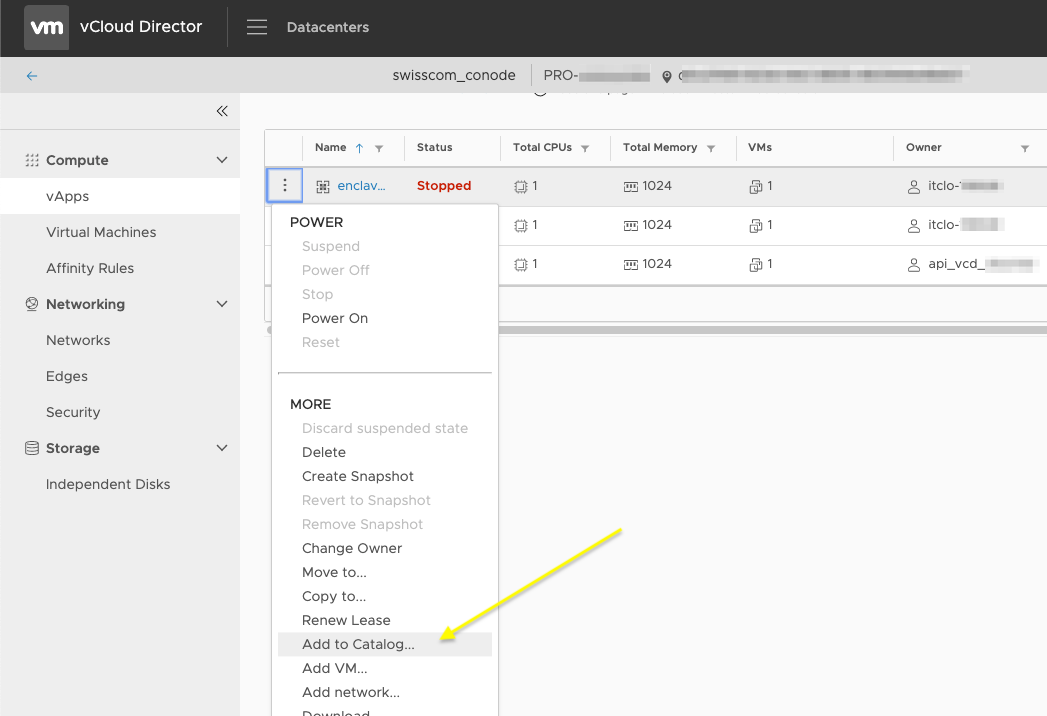 vm vCloud Director Datacenters
swisscom_conode PRO-
Compute
vApps
Virtual Machines
Affinity Rules
Networking
Networks
Edges
Security
Storage
Independent Disks
Name Status Total CPUs Total Memory VMs Owner
enclav... Stopped 1 1024 1 itclo-
1 1024 1 itclo-
1 1024 1 api_vcd_
POWER
Suspend
Power Off
Stop
Power On
Reset
MORE
Discard suspended state
Delete
Create Snapshot
Revert to Snapshot
Remove Snapshot
Change Owner
Move to...
Copy to...
Renew Lease
Add to Catalog...
Add VM...
Add network...
Download